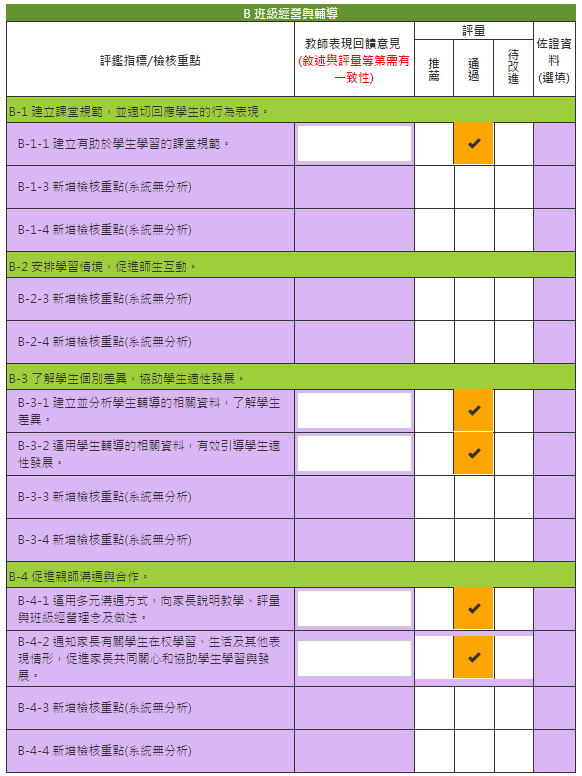 B 班級經營與輔導
評鑑指標/檢核重點
教師表現回饋意見
(敘述與評量等第需有
一致性)
評量
推薦
通過
待改進
佐證資
料
(選填)
B-1 建立課堂規範，並適切回應學生的行為表現。
B-1-1 建立有助於學生學習的課堂規範。
B-1-3 新增檢核重點(系統無分析)
B-1-4 新增檢核重點(系統無分析)
B-2 安排學習情境，促進師生互動。
B-2-3 新增檢核重點(系統無分析)
B-2-4 新增檢核重點(系統無分析)
B-3 了解學生個別差異，協助學生適性發展。
B-3-1 建立並分析學生輔導的相關資料，了解學生
差異。
B-3-2 運用學生輔導的相關資料，有效引導學生適
性發展。
B-3-3 新增檢核重點(系統無分析)
B-3-4 新增檢核重點(系統無分析)
B-4 促進親師溝通與合作。
B-4-1 運用多元溝通方式，向家長說明教學、評量
與班級經營理念及做法。
B-4-2 通知家長有關學生在校學習、生活及其他表
現情形，促進家長共同關心和協助學生學習與發
展。
B-4-3 新增檢核重點(系統無分析)
B-4-4 新增檢核重點(系統無分析)